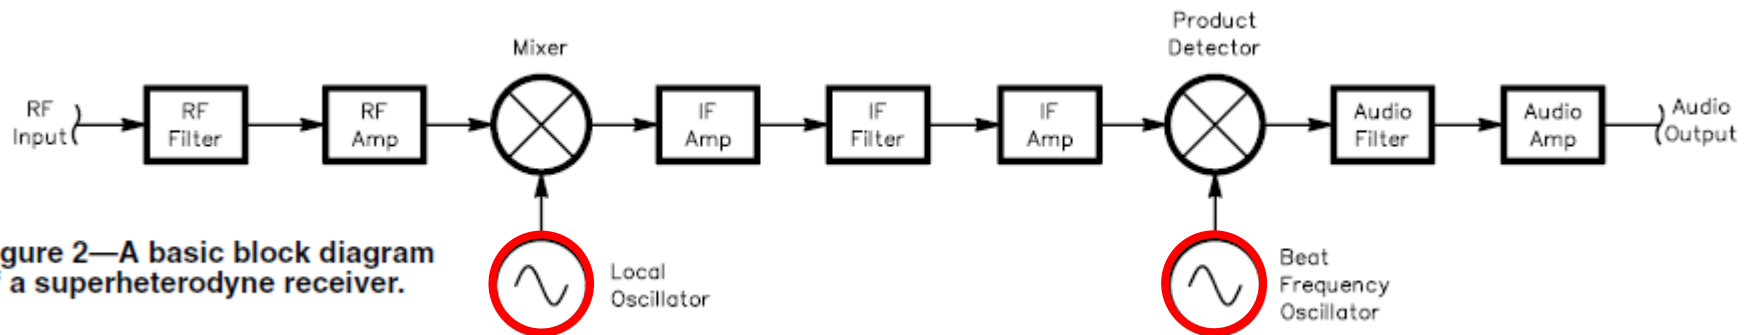 RF
Input
RF
Filter
RF
Amp
Mixer
IF
Amp
IF
Filter
IF
Amp
Product
Detector
Audio
Filter
Audio
Amp
Audio
Output
Local
Oscillator
Beat
Frequency
Oscillator
gure 2—A basic block diagram
a superheterodyne receiver.